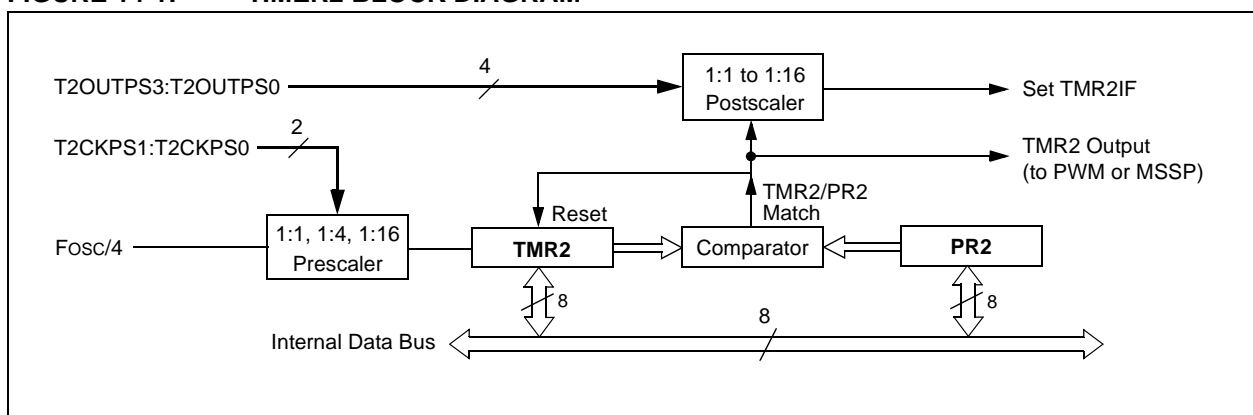 T2OUTPS3:T2OUTPS0
4
1:1 to 1:16
Postscaler
Set TMR2IF
T2CKPS1:T2CKPS0
2
TMR2 Output
(to PWM or MSSP)
TMR2/PR2
Match
Reset
FOSC/4
1:1, 1:4, 1:16
Prescaler
TMR2
Comparator
PR2
8
8
Internal Data Bus
8